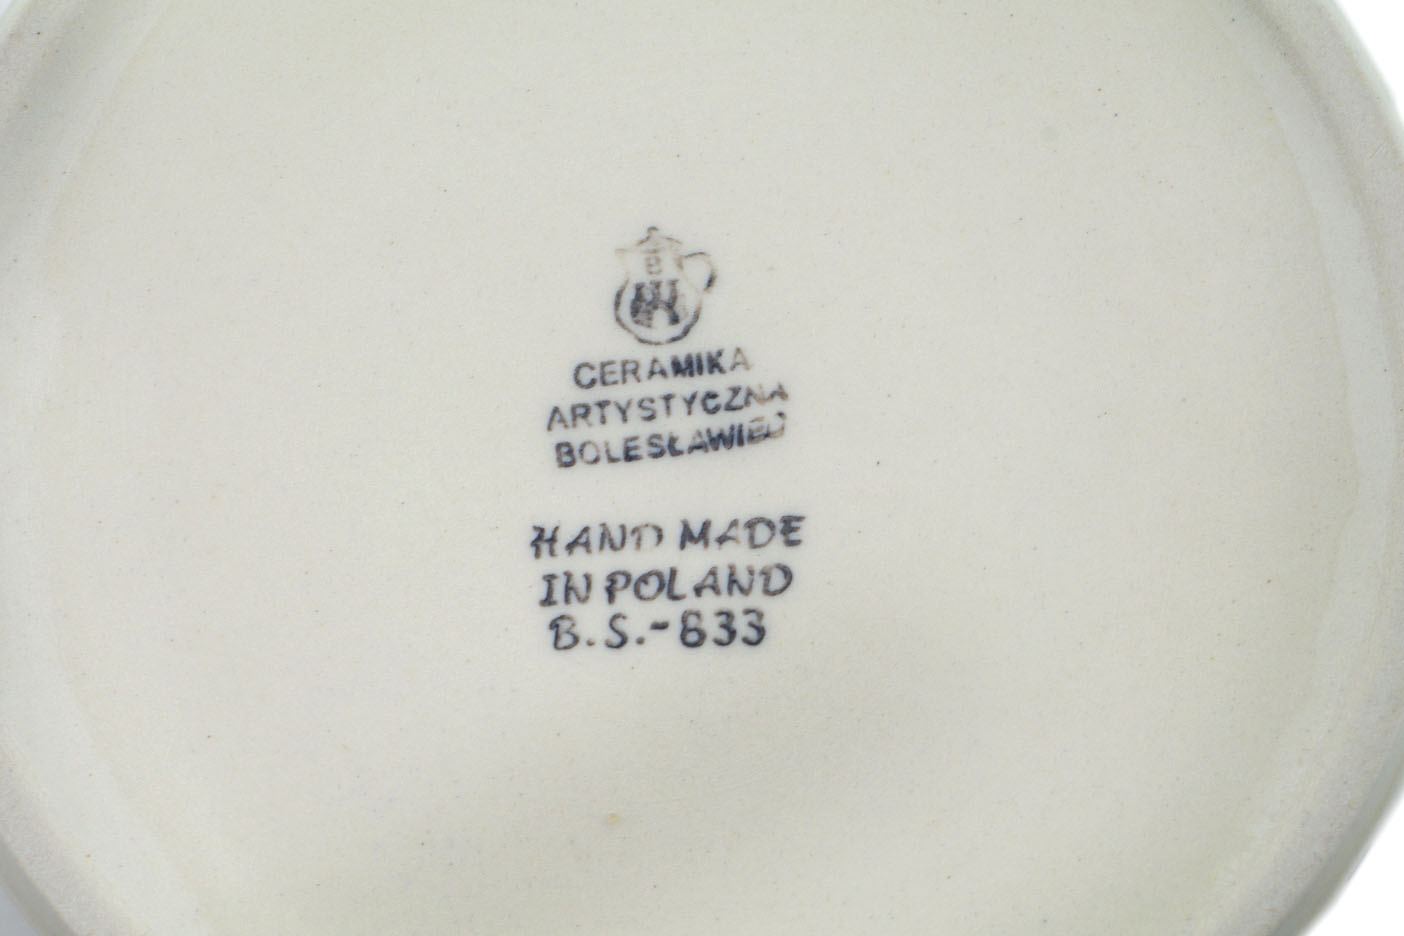 B
CERAMIKA
ARTYSTYCZNA
BOLESŁAWIEC
HAND MADE
IN POLAND
B.S.-833